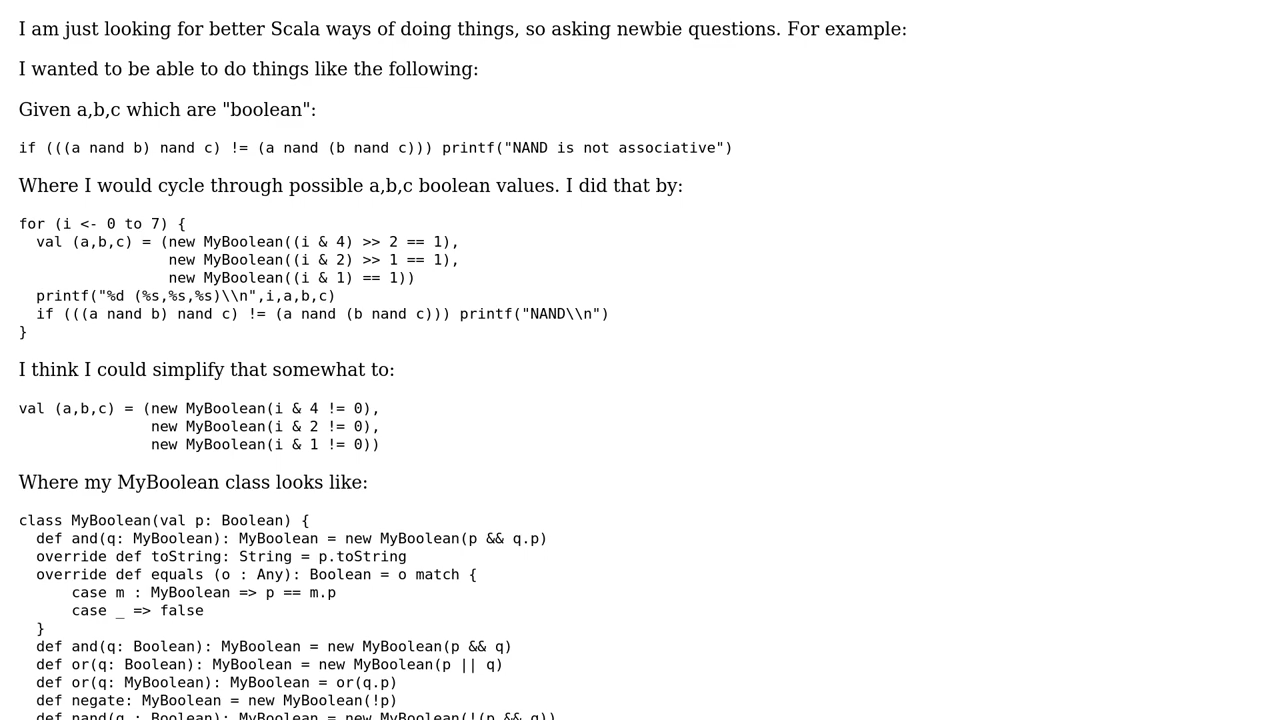 I am just looking for better Scala ways of doing things, so asking newbie questions. For example:
I wanted to be able to do things like the following:
Given a,b,c which are "boolean":
if (((a nand b) nand c) != (a nand (b nand c))) printf("NAND is not associative")
Where I would cycle through possible a,b,c boolean values. I did that by:
for (i <- 0 to 7) {
  val (a,b,c) = (new MyBoolean((i & 4) >> 2 == 1),
                 new MyBoolean((i & 2) >> 1 == 1),
                 new MyBoolean((i & 1) == 1))
  printf("%d (%s,%s,%s)\\n",i,a,b,c)
  if (((a nand b) nand c) != (a nand (b nand c))) printf("NAND\\n")
}
I think I could simplify that somewhat to:
val (a,b,c) = (new MyBoolean(i & 4 != 0),
               new MyBoolean(i & 2 != 0),
               new MyBoolean(i & 1 != 0))
Where my MyBoolean class looks like:
class MyBoolean(val p: Boolean) {
  def and(q: MyBoolean): MyBoolean = new MyBoolean(p && q.p)
  override def toString: String = p.toString
  override def equals (o : Any): Boolean = o match {
      case m : MyBoolean => p == m.p
      case _ => false
  }
  def and(q: Boolean): MyBoolean = new MyBoolean(p && q)
  def or(q: Boolean): MyBoolean = new MyBoolean(p || q)
  def or(q: MyBoolean): MyBoolean = or(q.p)
  def negate: MyBoolean = new MyBoolean(!p)
  def nand(q : Boolean): MyBoolean = new MyBoolean(!(p && q))